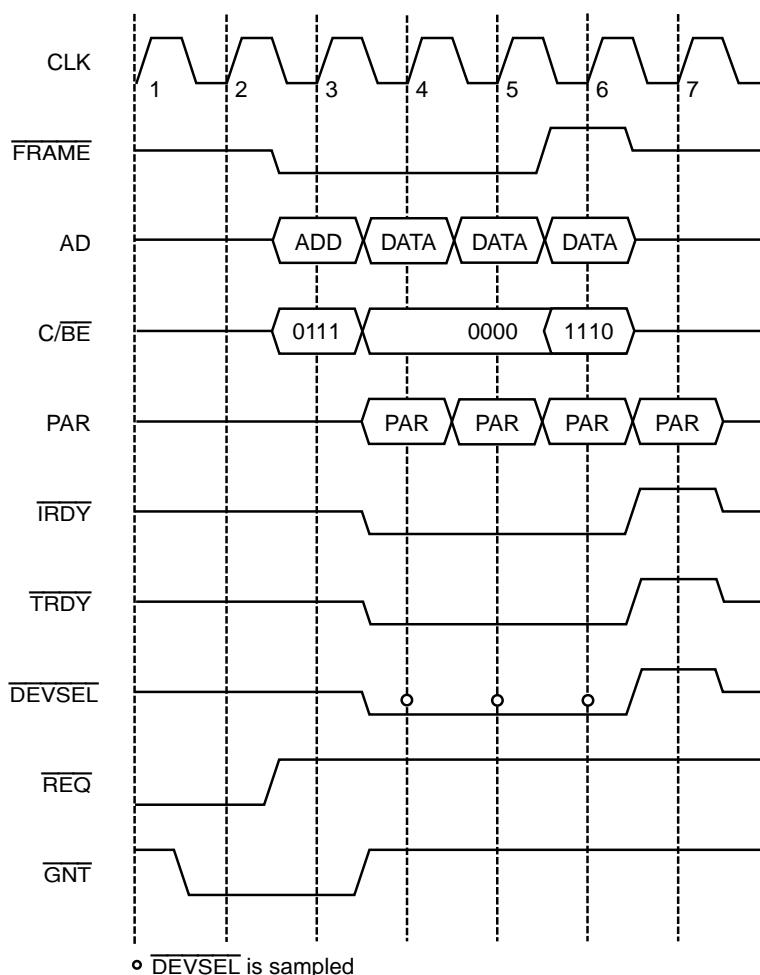 CLK
1 2 3 4 5 6 7
FRAME
AD
ADD DATA DATA DATA
C/BE
0111 0000 1110
PAR
PAR PAR PAR PAR
IRDY
TRDY
DEVSEL
REQ
GNT
DEVSEL is sampled